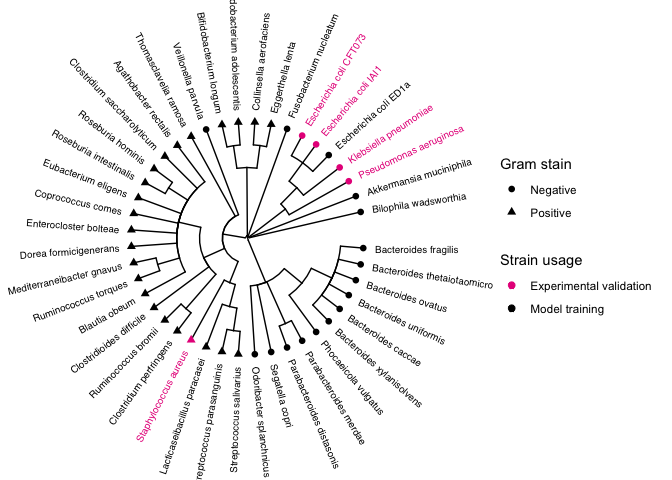 Fusobacterium nucleatum
Escherichia coli CFT073
Escherichia coli IAI1
Escherichia coli ED1a
Klebsiella pneumoniae
Pseudomonas aeruginosa
Akkermansia muciniphila
Bilophila wadsworthia
Bacteroides fragilis
Bacteroides thetaiotaomicro
Bacteroides ovatus
Bacteroides uniformis
Bacteroides caccae
Bacteroides xylanisolvens
Phocaeicola vulgatus
Parabacteroides merdae
Parabacteroides distasonis
Segatella copri
Odoribacter splanchnicus
Streptococcus salivarius
reptococcus parasanguinis
Lacticaseibacillus paracasei
Staphylococcus aureus
Clostridium perfringens
Ruminococcus bromii
Clostridioides difficile
Blautia obeum
Ruminococcus torques
Mediterraneibacter gnavus
Dorea formicigenerans
Enterocloster bolteae
Coprococcus comes
Eubacterium eligens
Roseburia intestinalis
Roseburia hominis
Clostridium saccharolyticum
Agathobacter rectalis
Thomasclavelia ramosa
Veillonella parvula
Bifidobacterium longum
dobacterium adolescentis
Collinsella aerofaciens
Eggerthella lenta
Gram stain
Negative
Positive
Strain usage
Experimental validation
Model training